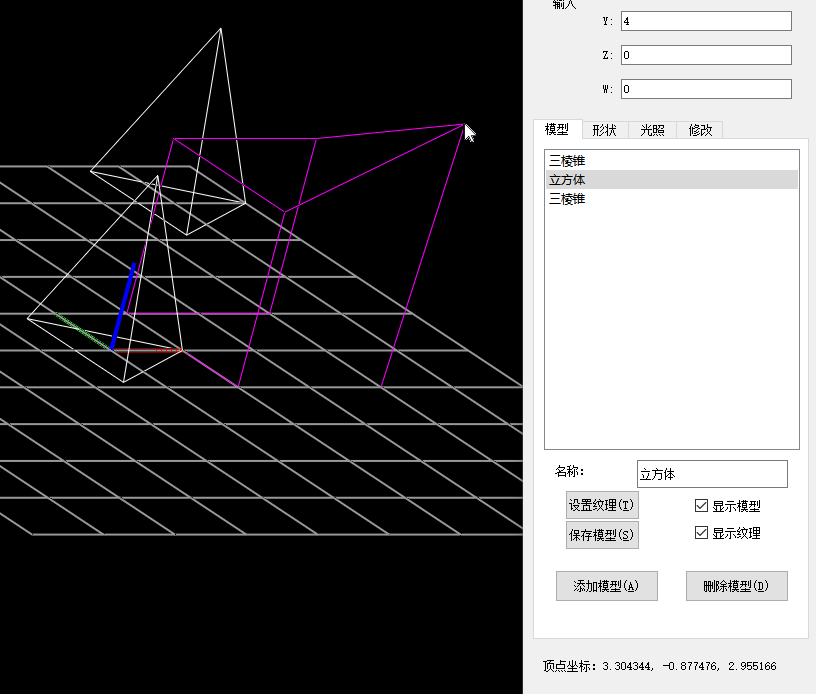 输入
Y: 4
Z: 0
W: 0
模型 形状 光照 修改
三棱锥
立方体
三棱锥
名称: 立方体
设置纹理(T) 显示模型
保存模型(S) 显示纹理
添加模型(A) 删除模型(D)
顶点坐标: 3.304344, -0.877476, 2.955166